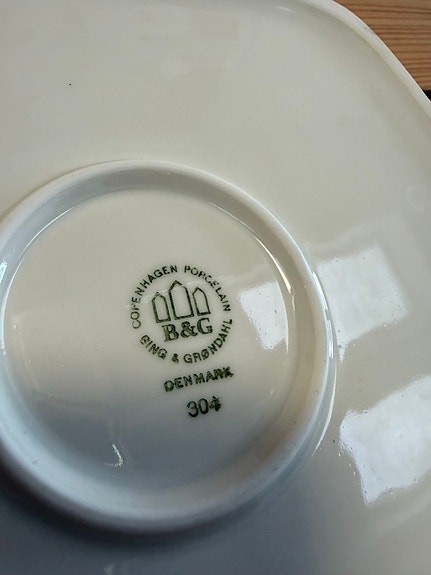 COPENHAGEN PORCELAIN
B&G
BING & GRØNDAHL
DENMARK
304